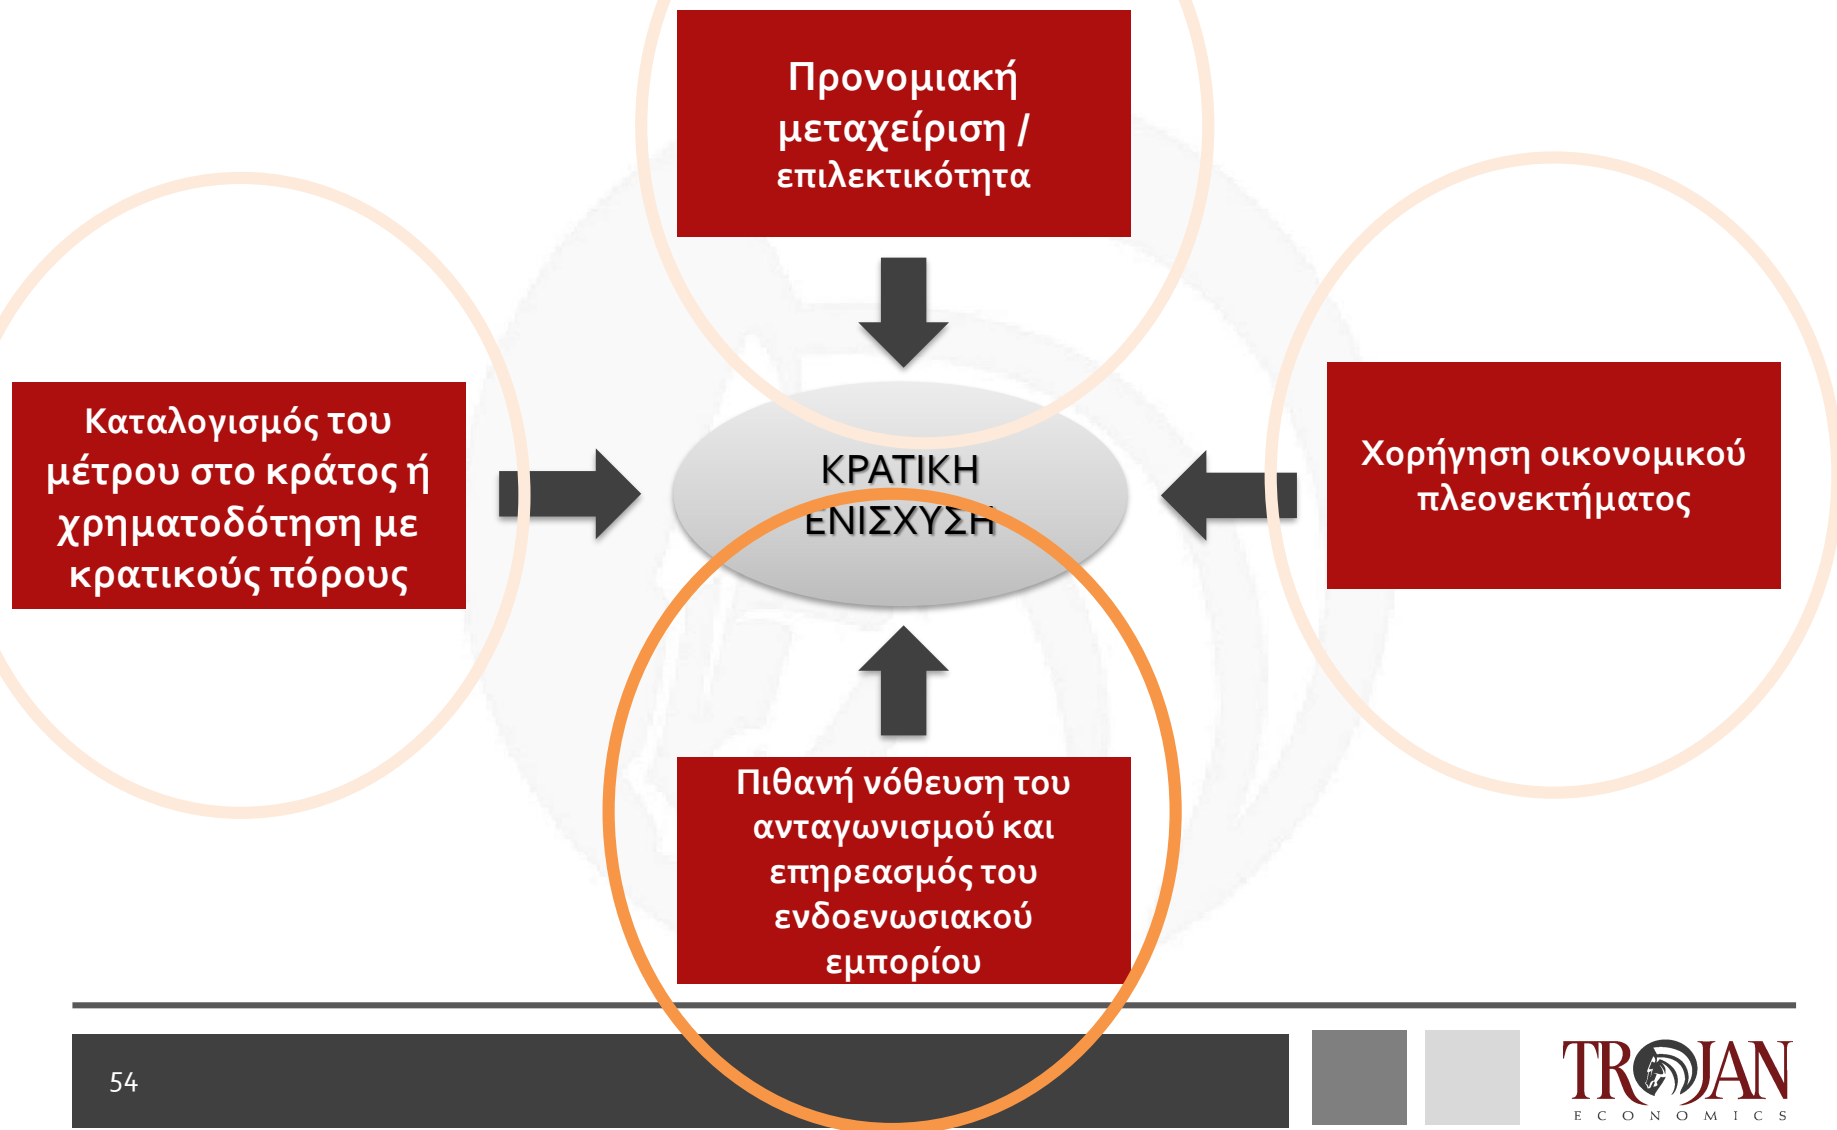 Προνομιακή
μεταχείριση /
επιλεκτικότητα
Καταλογισμός του
μέτρου στο κράτος ή
χρηματοδότηση με
κρατικούς πόρους
ΚΡΑΤΙΚΗ
ΕΝΙΣΧΥΣΗ
Χορήγηση οικονομικού
πλεονεκτήματος
Πιθανή νόθευση του
ανταγωνισμού και
επηρεασμός του
ενδοενωσιακού
εμπορίου
54
TROJAN
ECONOMICS